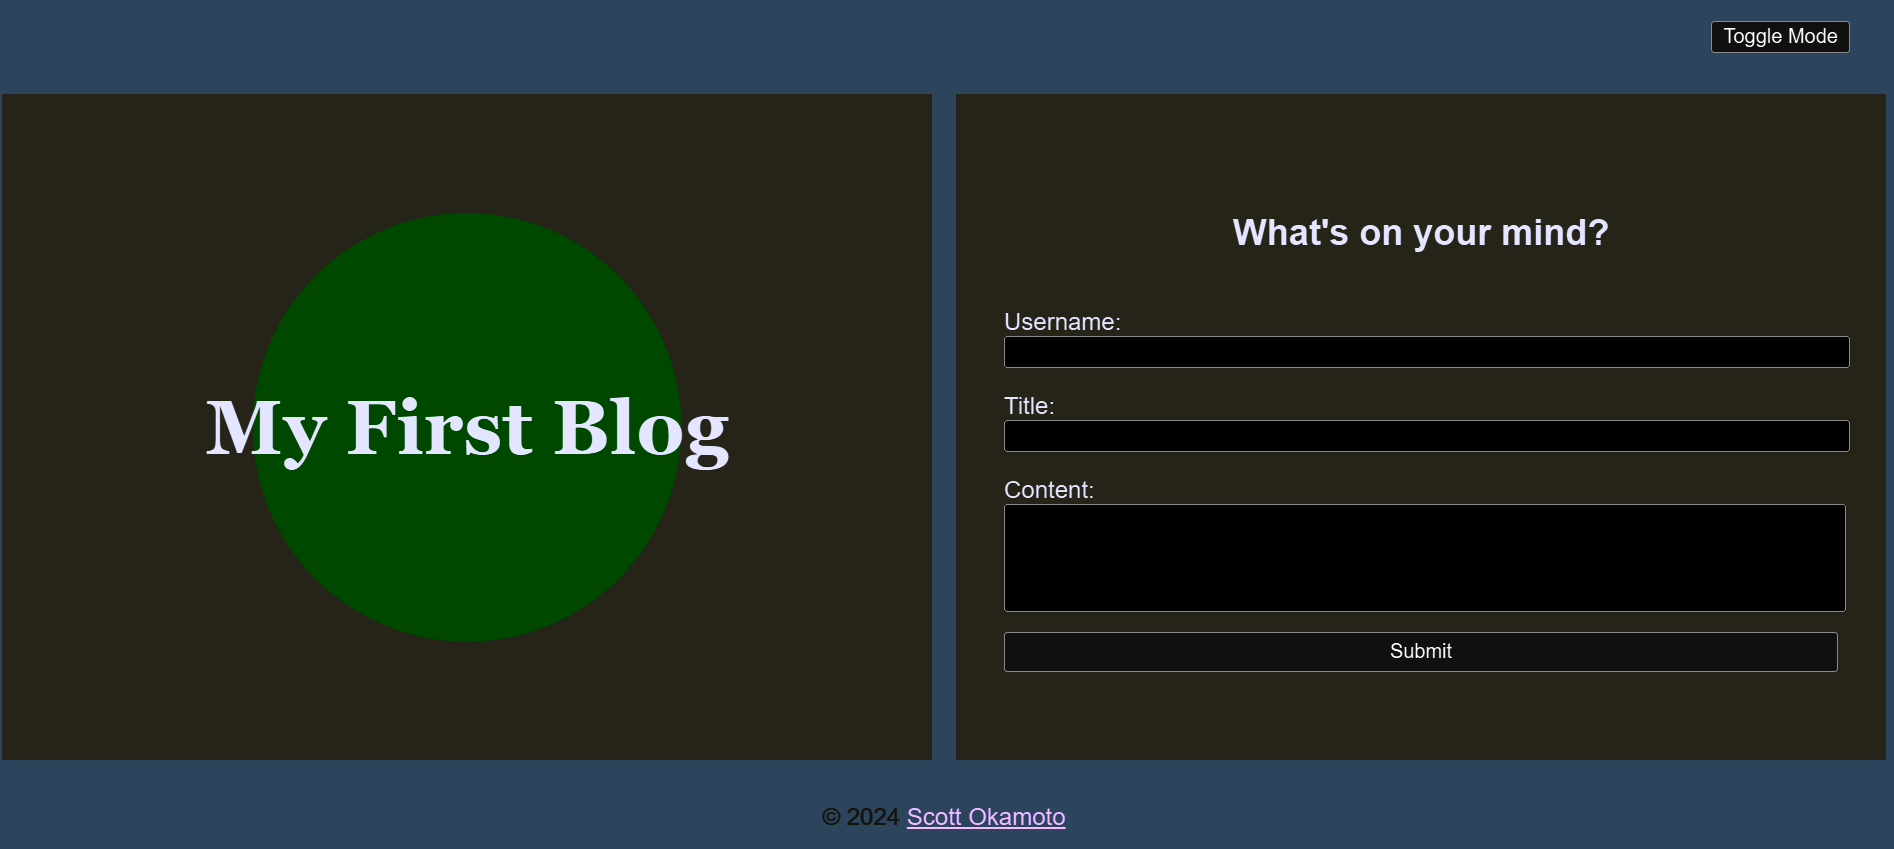 Toggle Mode
My First Blog
What's on your mind?
Username:
Title:
Content:
Submit
© 2024 Scott Okamoto